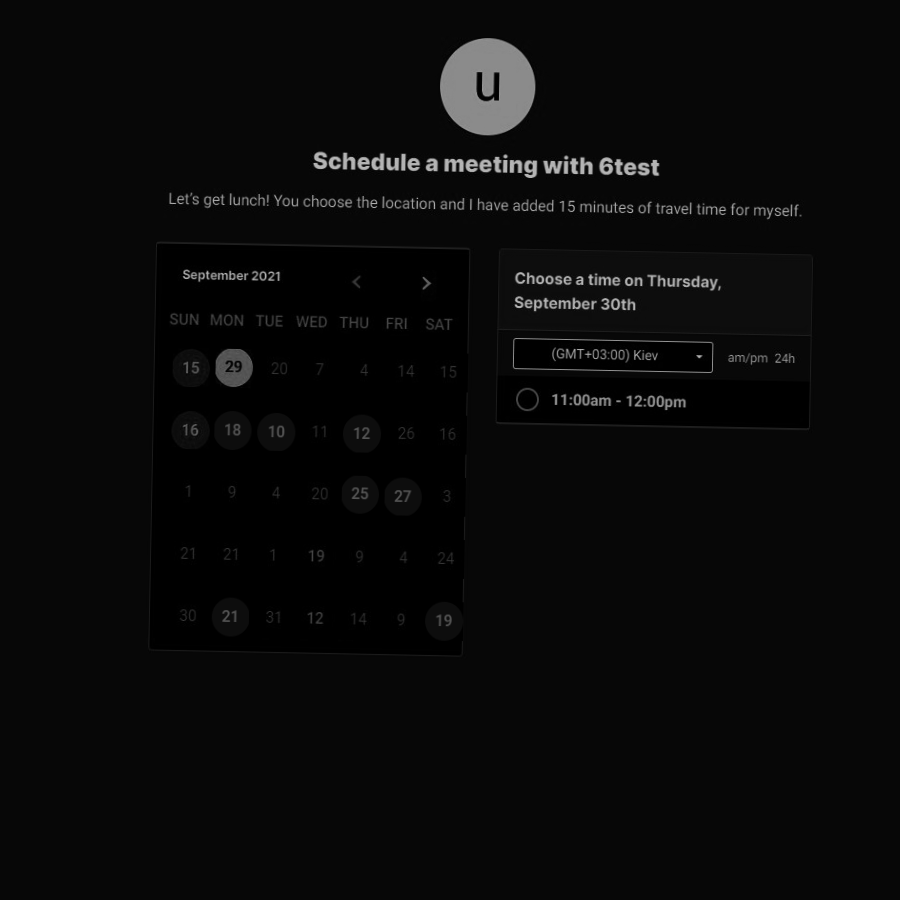 u
Schedule a meeting with 6test
Let's get lunch! You choose the location and I have added 15 minutes of travel time for myself.
September 2021
SUN MON TUE WED THU FRI SAT
15 29 20 7 4 14 15
16 18 10 11 12 26 16
1 9 4 20 25 27 3
21 21 1 19 9 4 24
30 21 31 12 14 9 19
Choose a time on Thursday,
September 30th
(GMT+03:00) Kiev
am/pm 24h
11:00am - 12:00pm